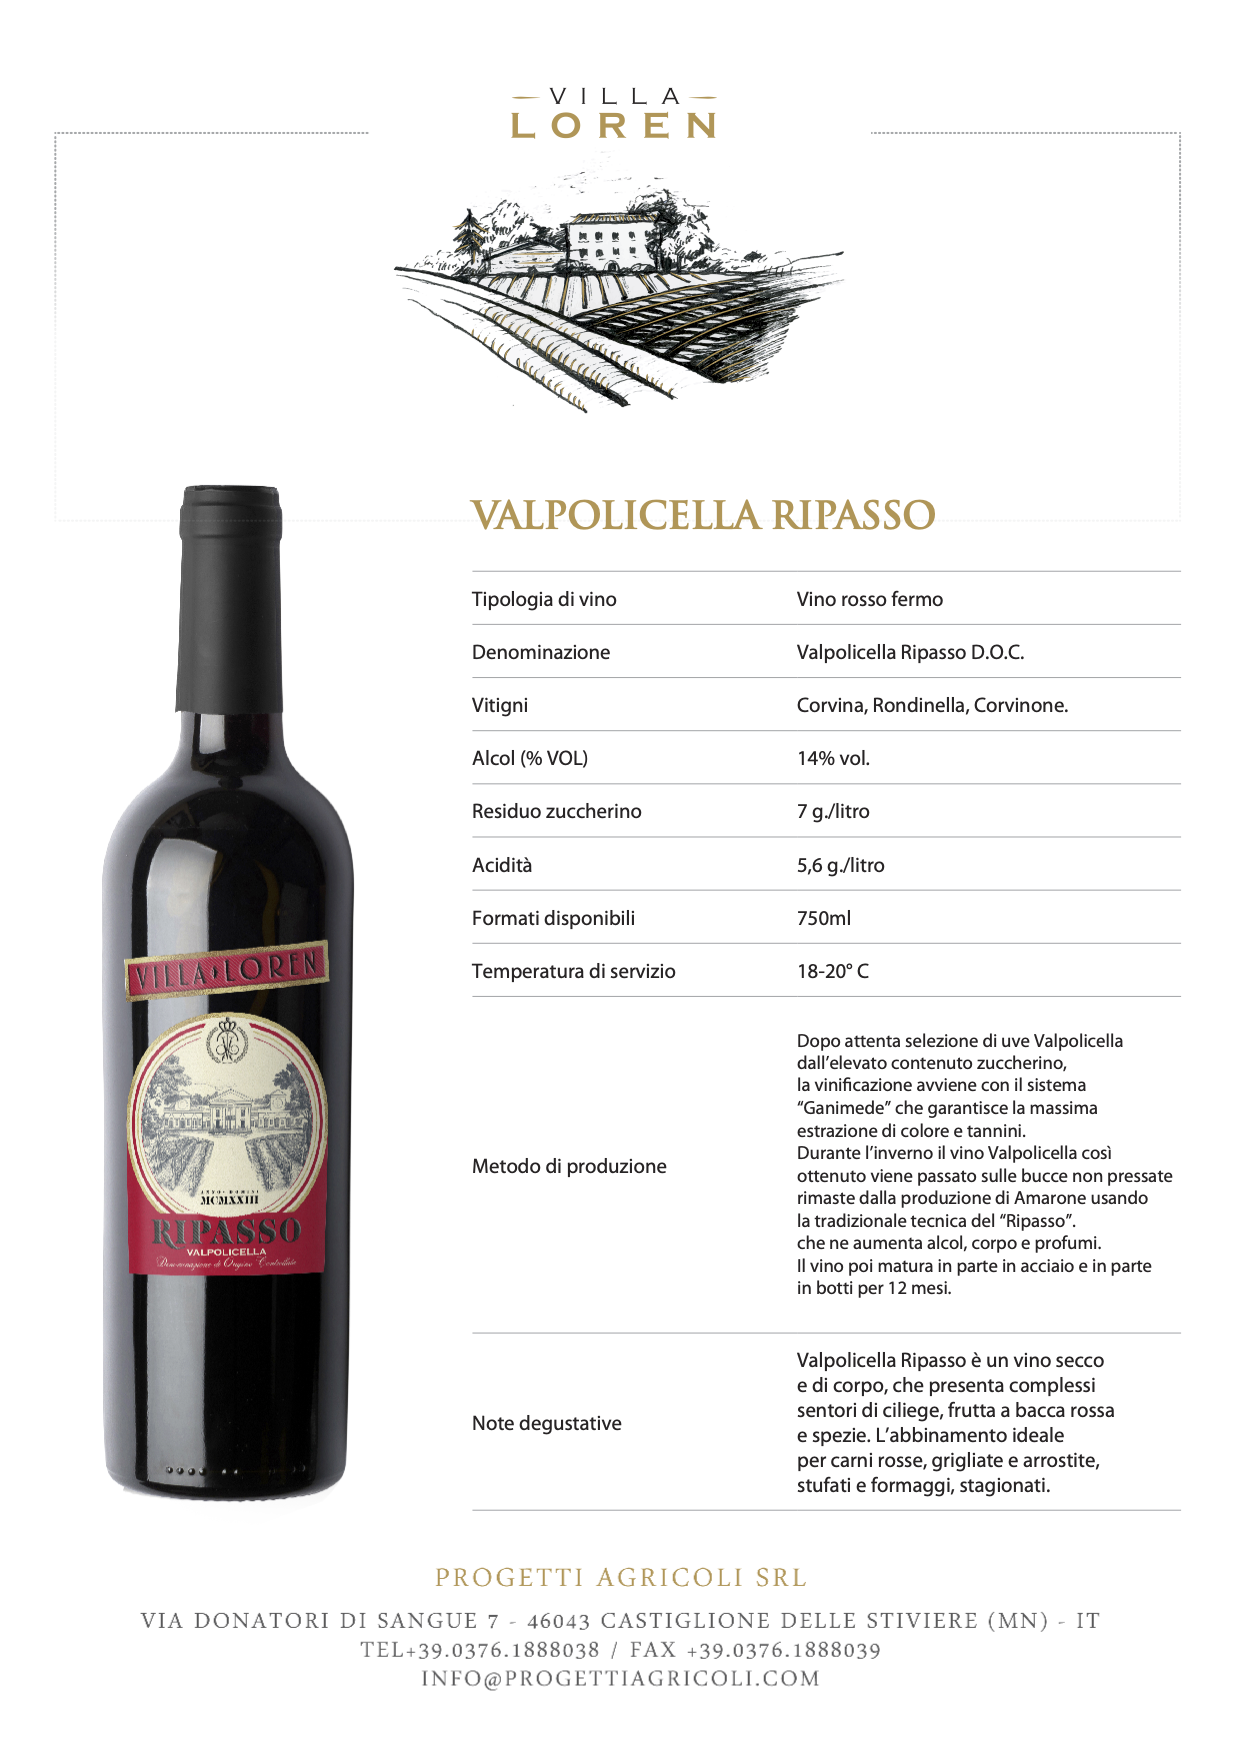 VILLA
LOREN
VALPOLICELLA RIPASSO
Tipologia di vino
Vino rosso fermo
Denominazione
Valpolicella Ripasso D.O.C.
Vitigni
Corvina, Rondinella, Corvinone.
Alcol (% VOL)
14% vol.
Residuo zuccherino
7 g./litro
Acidità
5,6 g./litro
Formati disponibili
750ml
Temperatura di servizio
18-20° C
Metodo di produzione
Dopo attenta selezione di uve Valpolicella
dall’elevato contenuto zuccherino,
la vinificazione avviene con il sistema
“Ganimede” che garantisce la massima
estrazione di colore e tannini.
Durante l’inverno il vino Valpolicella così
ottenuto viene passato sulle bucce non pressate
rimaste dalla produzione di Amarone usando
la tradizionale tecnica del “Ripasso”.
che ne aumenta alcol, corpo e profumi.
Il vino poi matura in parte in acciaio e in parte
in botti per 12 mesi.
Note degustative
Valpolicella Ripasso è un vino secco
e di corpo, che presenta complessi
sentori di ciliege, frutta a bacca rossa
e spezie. L’abbinamento ideale
per carni rosse, grigliate e arrostite,
stufati e formaggi, stagionati.
VILLA LOREN
ANNO DOMINI
MCMXXIII
RIPASSO
VALPOLICELLA
Denominazione di Origine Controllata
PROGETTI AGRICOLI SRL
VIA DONATORI DI SANGUE 7 - 46043 CASTIGLIONE DELLE STIVIERE (MN) - IT
TEL+39.0376.1888038 / FAX +39.0376.1888039
INFO@PROGETTIAGRICOLI.COM